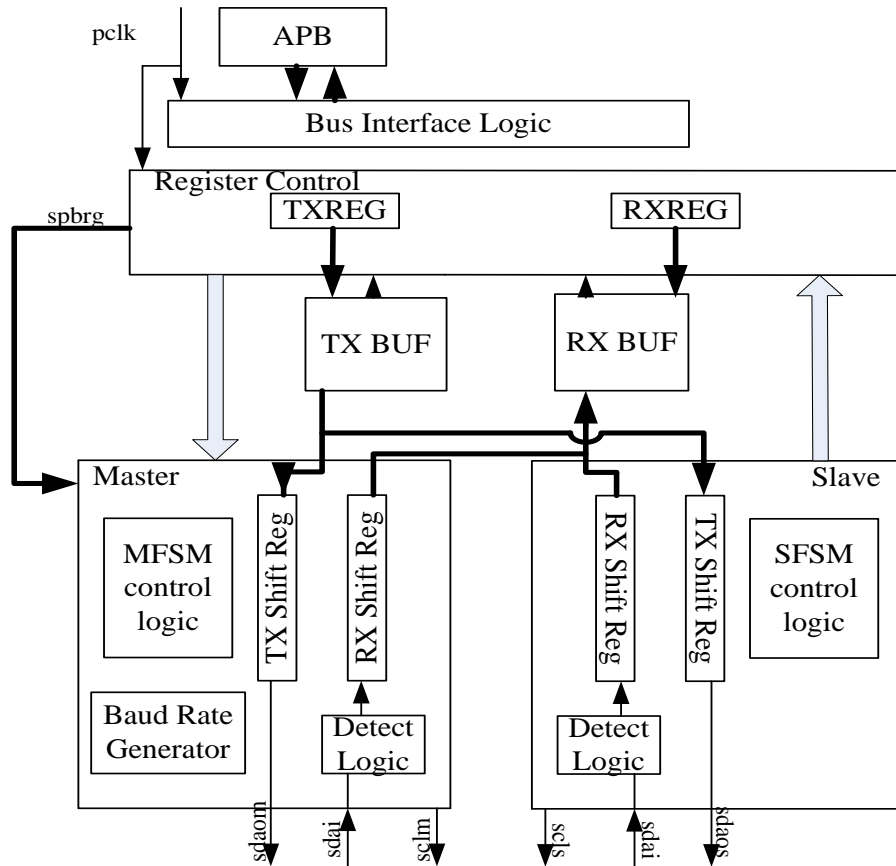 pclk
APB
Bus Interface Logic
Register Control
TXREG
RXREG
spbrg
TX BUF
RX BUF
Master
Slave
MFSM
control
logic
TX Shift Reg
RX Shift Reg
RX Shift Reg
TX Shift Reg
SFSM
control
logic
Baud Rate
Generator
Detect
Logic
Detect
Logic
sdaom
sdai
sclm
scls
sdai
sdaos